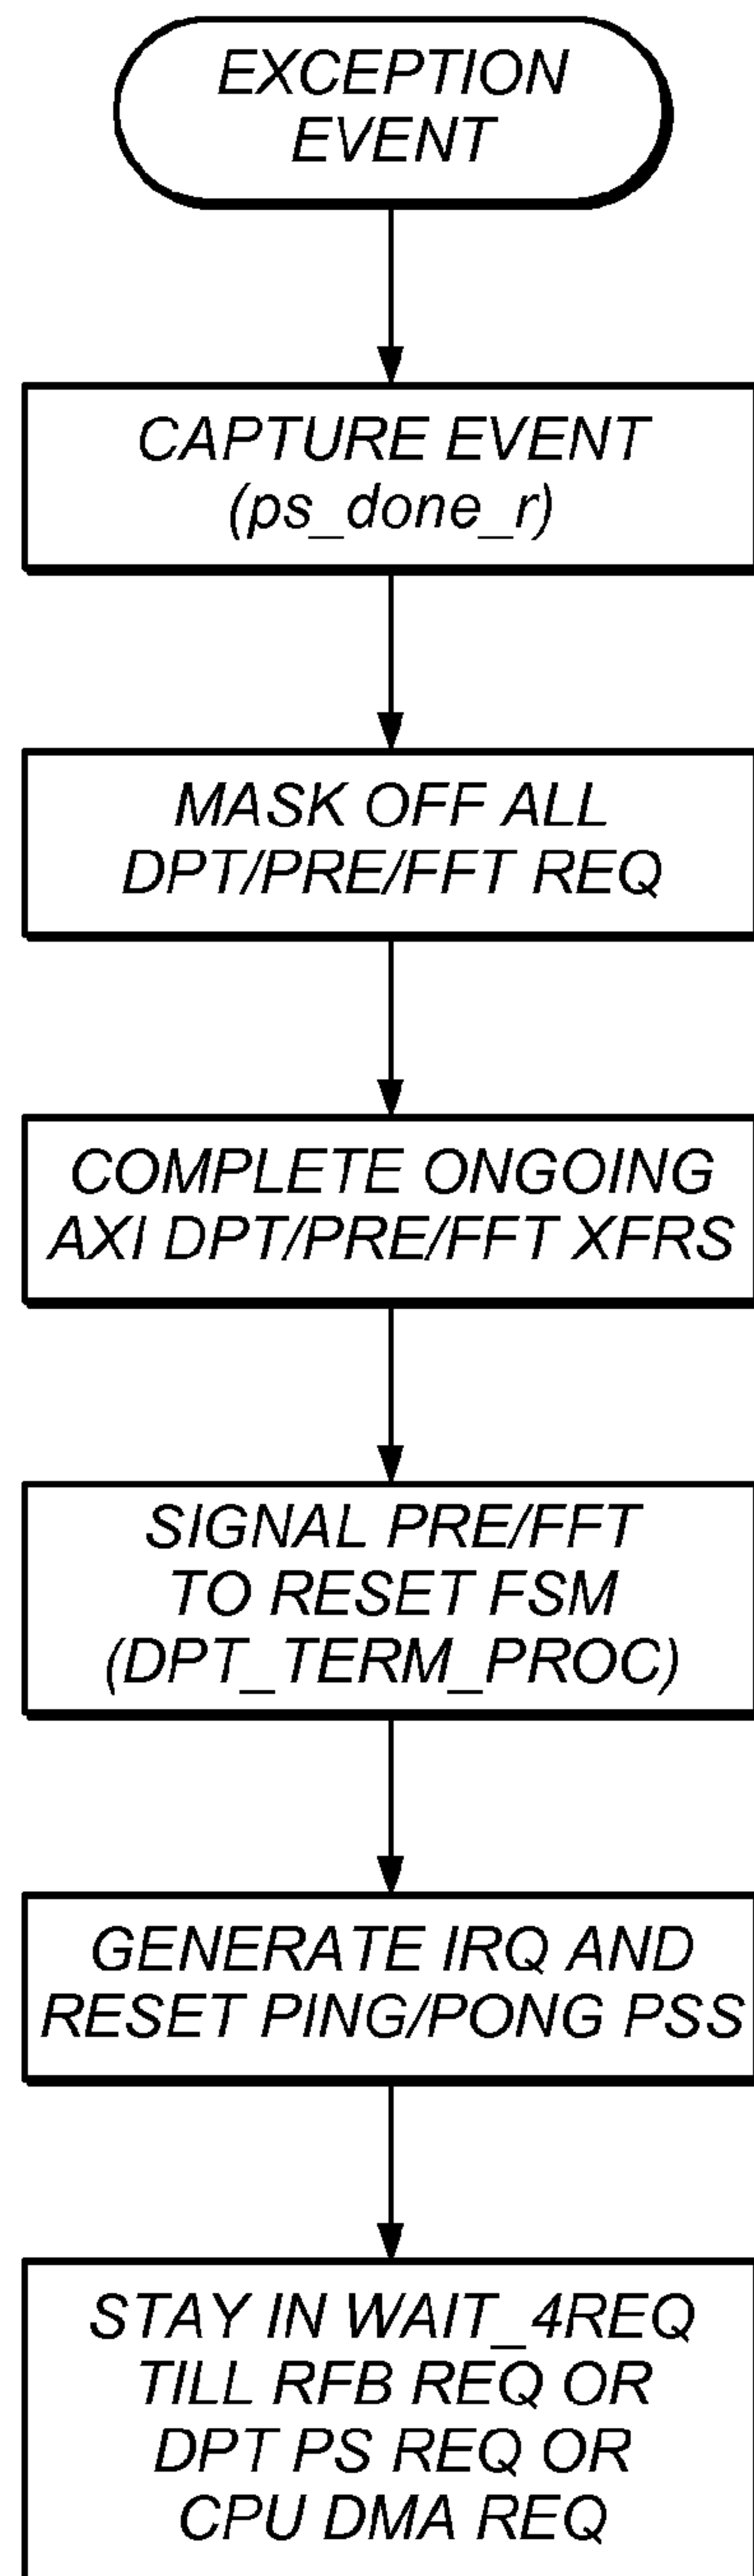 EXCEPTION
EVENT
CAPTURE EVENT
(ps_done_r)
MASK OFF ALL
DPT/PRE/FFT REQ
COMPLETE ONGOING
AXI DPT/PRE/FFT XFRS
SIGNAL PRE/FFT
TO RESET FSM
(DPT_TERM_PROC)
GENERATE IRQ AND
RESET PING/PONG PSS
STAY IN WAIT_4REQ
TILL RFB REQ OR
DPT PS REQ OR
CPU DMA REQ